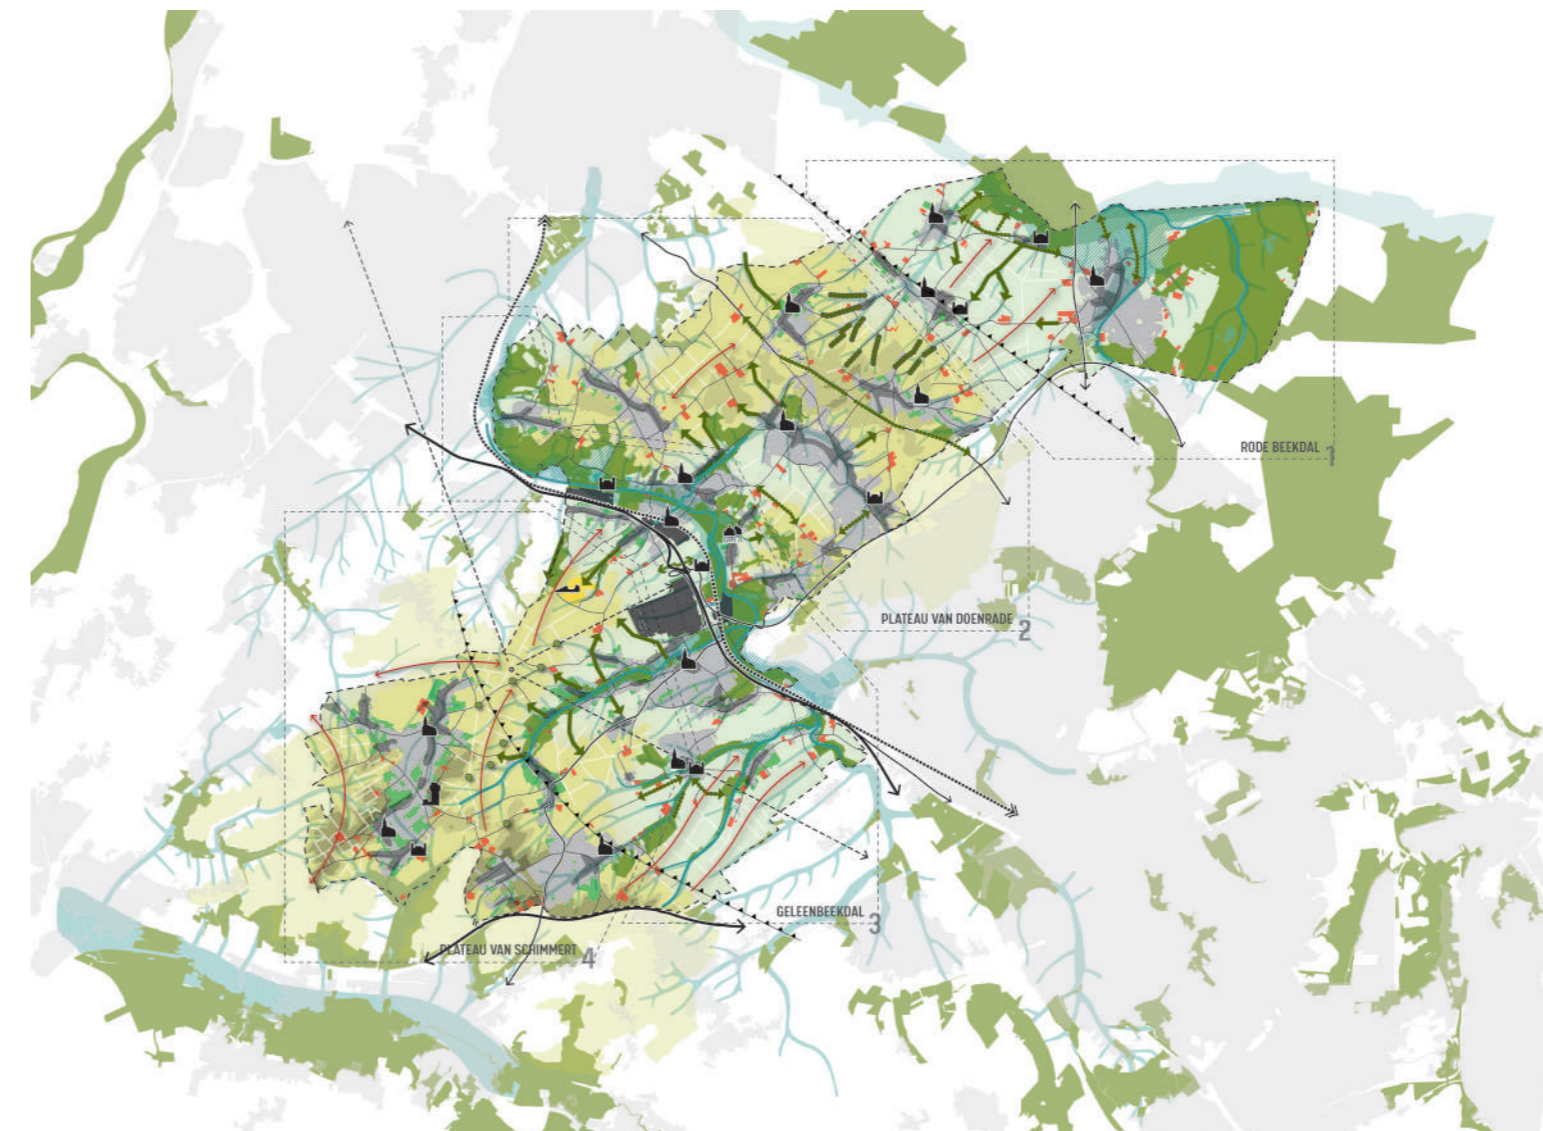 RODE BEEKDAL 1
PLATEAU VAN DOENRADE 2
GELEENBEEKDAL 3
PLATEAU VAN SCHIMMERT 4